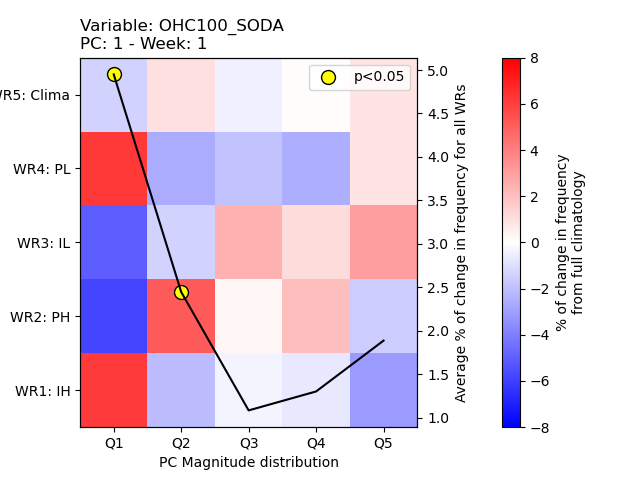 Variable: OHC100_SODA
PC: 1 - Week: 1
p<0.05
WR5: Clima
WR4: PL
WR3: IL
WR2: PH
WR1: IH
Q1 Q2 Q3 Q4 Q5
PC Magnitude distribution
5.0
4.5
4.0
3.5
3.0
2.5
2.0
1.5
1.0
Average % of change in frequency for all WRs
8
6
4
2
0
−2
−4
−6
−8
% of change in frequency
from full climatology